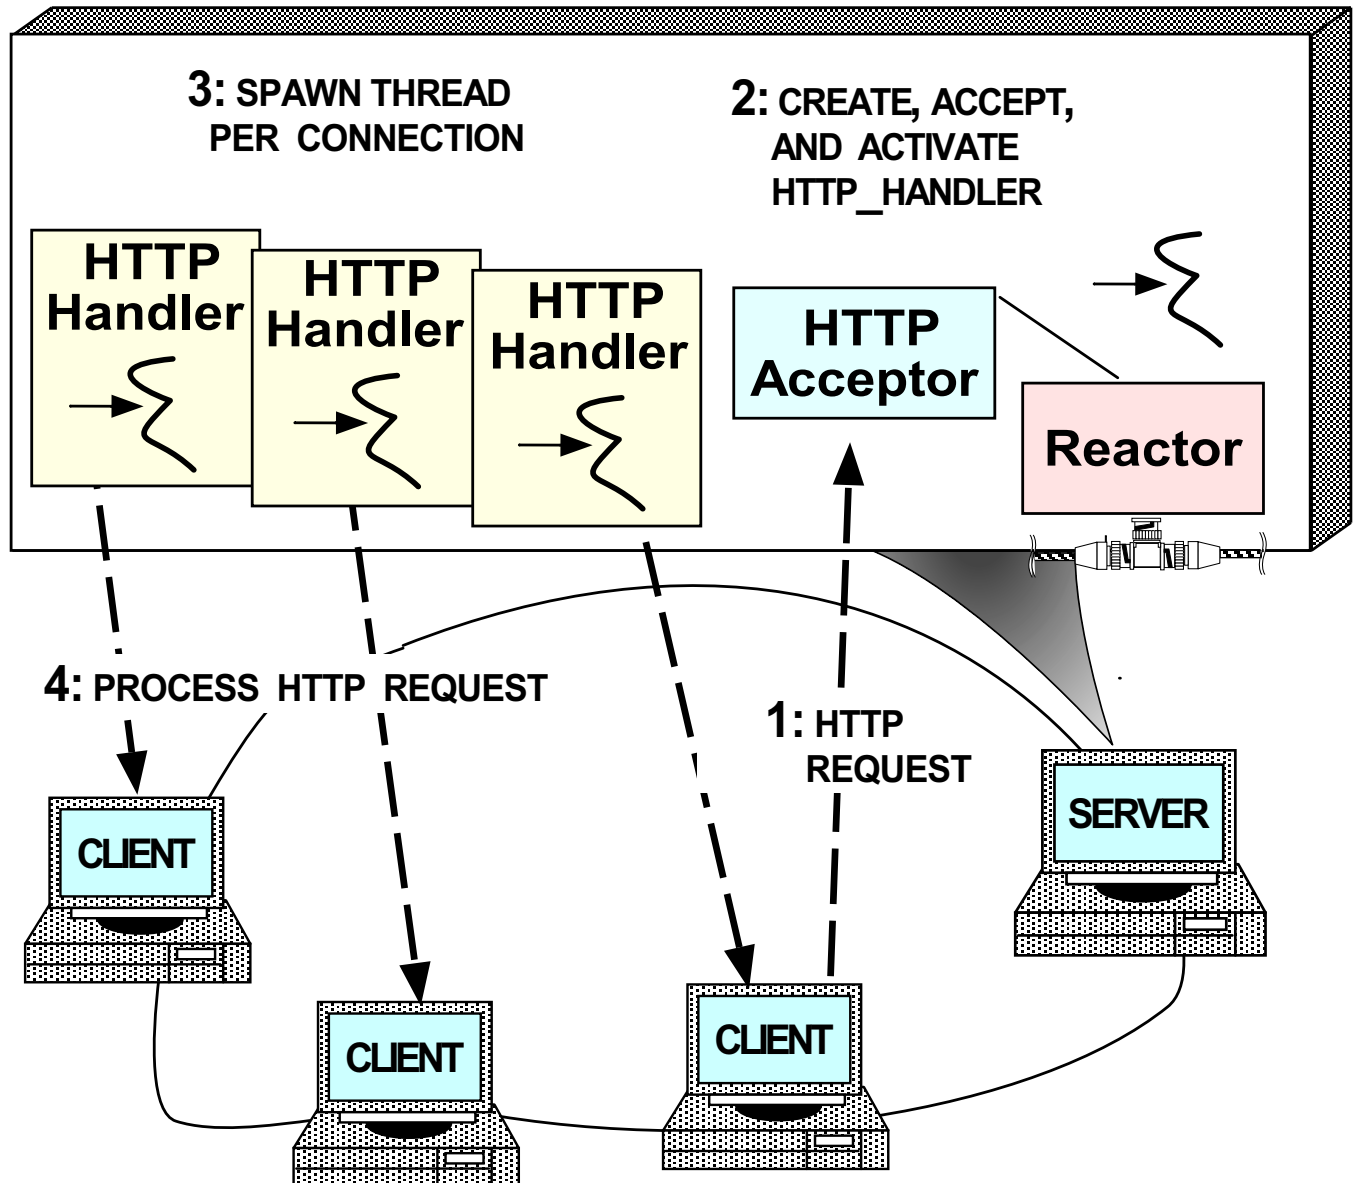 3: SPAWN THREAD
PER CONNECTION
2: CREATE, ACCEPT,
AND ACTIVATE
HTTP_HANDLER
HTTP
Handler
HTTP
Handler
HTTP
Handler
HTTP
Acceptor
Reactor
4: PROCESS HTTP REQUEST
1: HTTP
REQUEST
SERVER
CLIENT
CLIENT
CLIENT